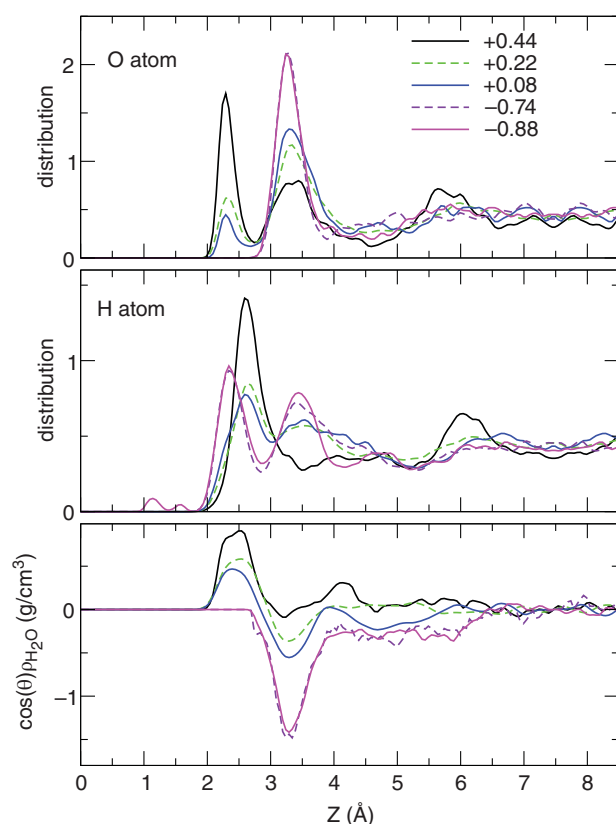 O atom
+0.44
+0.22
+0.08
−0.74
−0.88
distribution
2
1
0
H atom
distribution
1
0
cos(θ)ρH₂O (g/cm³)
0
−1
0 1 2 3 4 5 6 7 8
Z (Å)